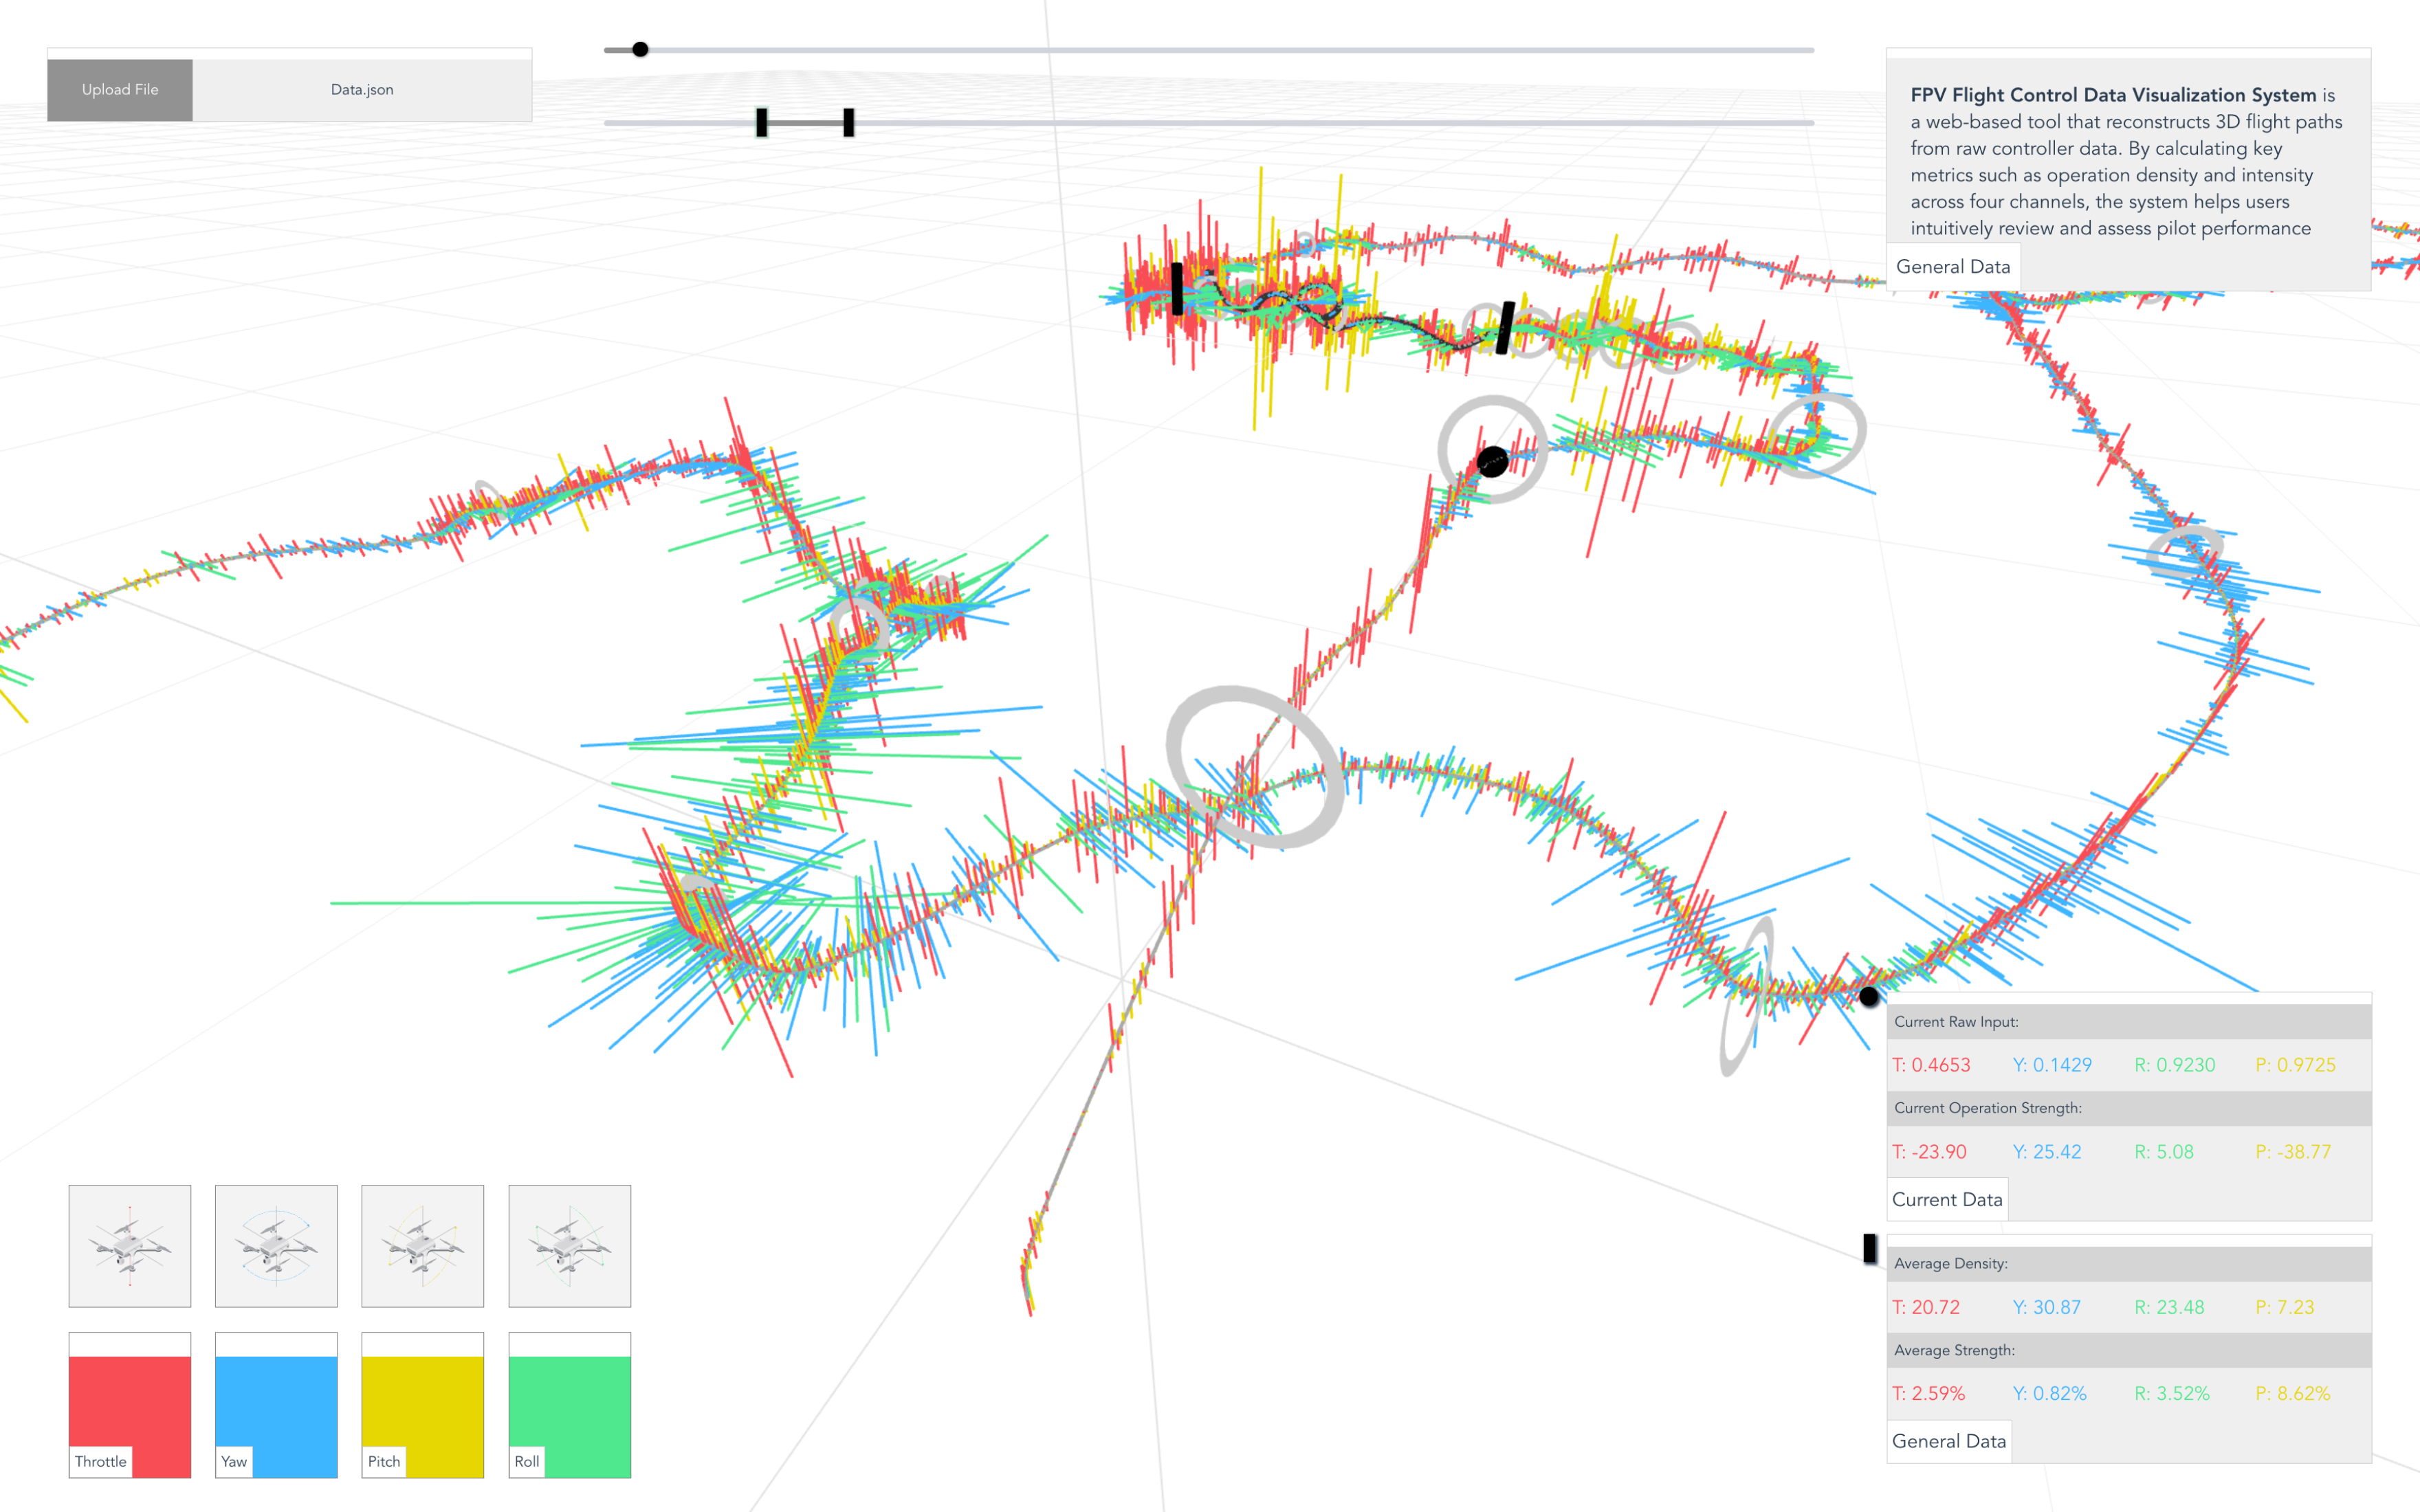 Upload File
Data.json
FPV Flight Control Data Visualization System is
a web-based tool that reconstructs 3D flight paths
from raw controller data. By calculating key
metrics such as operation density and intensity
across four channels, the system helps users
intuitively review and assess pilot performance
General Data
Current Raw Input:
T: 0.4653 Y: 0.1429 R: 0.9230 P: 0.9725
Current Operation Strength:
T: -23.90 Y: 25.42 R: 5.08 P: -38.77
Current Data
Average Density:
T: 20.72 Y: 30.87 R: 23.48 P: 7.23
Average Strength:
T: 2.59% Y: 0.82% R: 3.52% P: 8.62%
General Data
Throttle
Yaw
Pitch
Roll